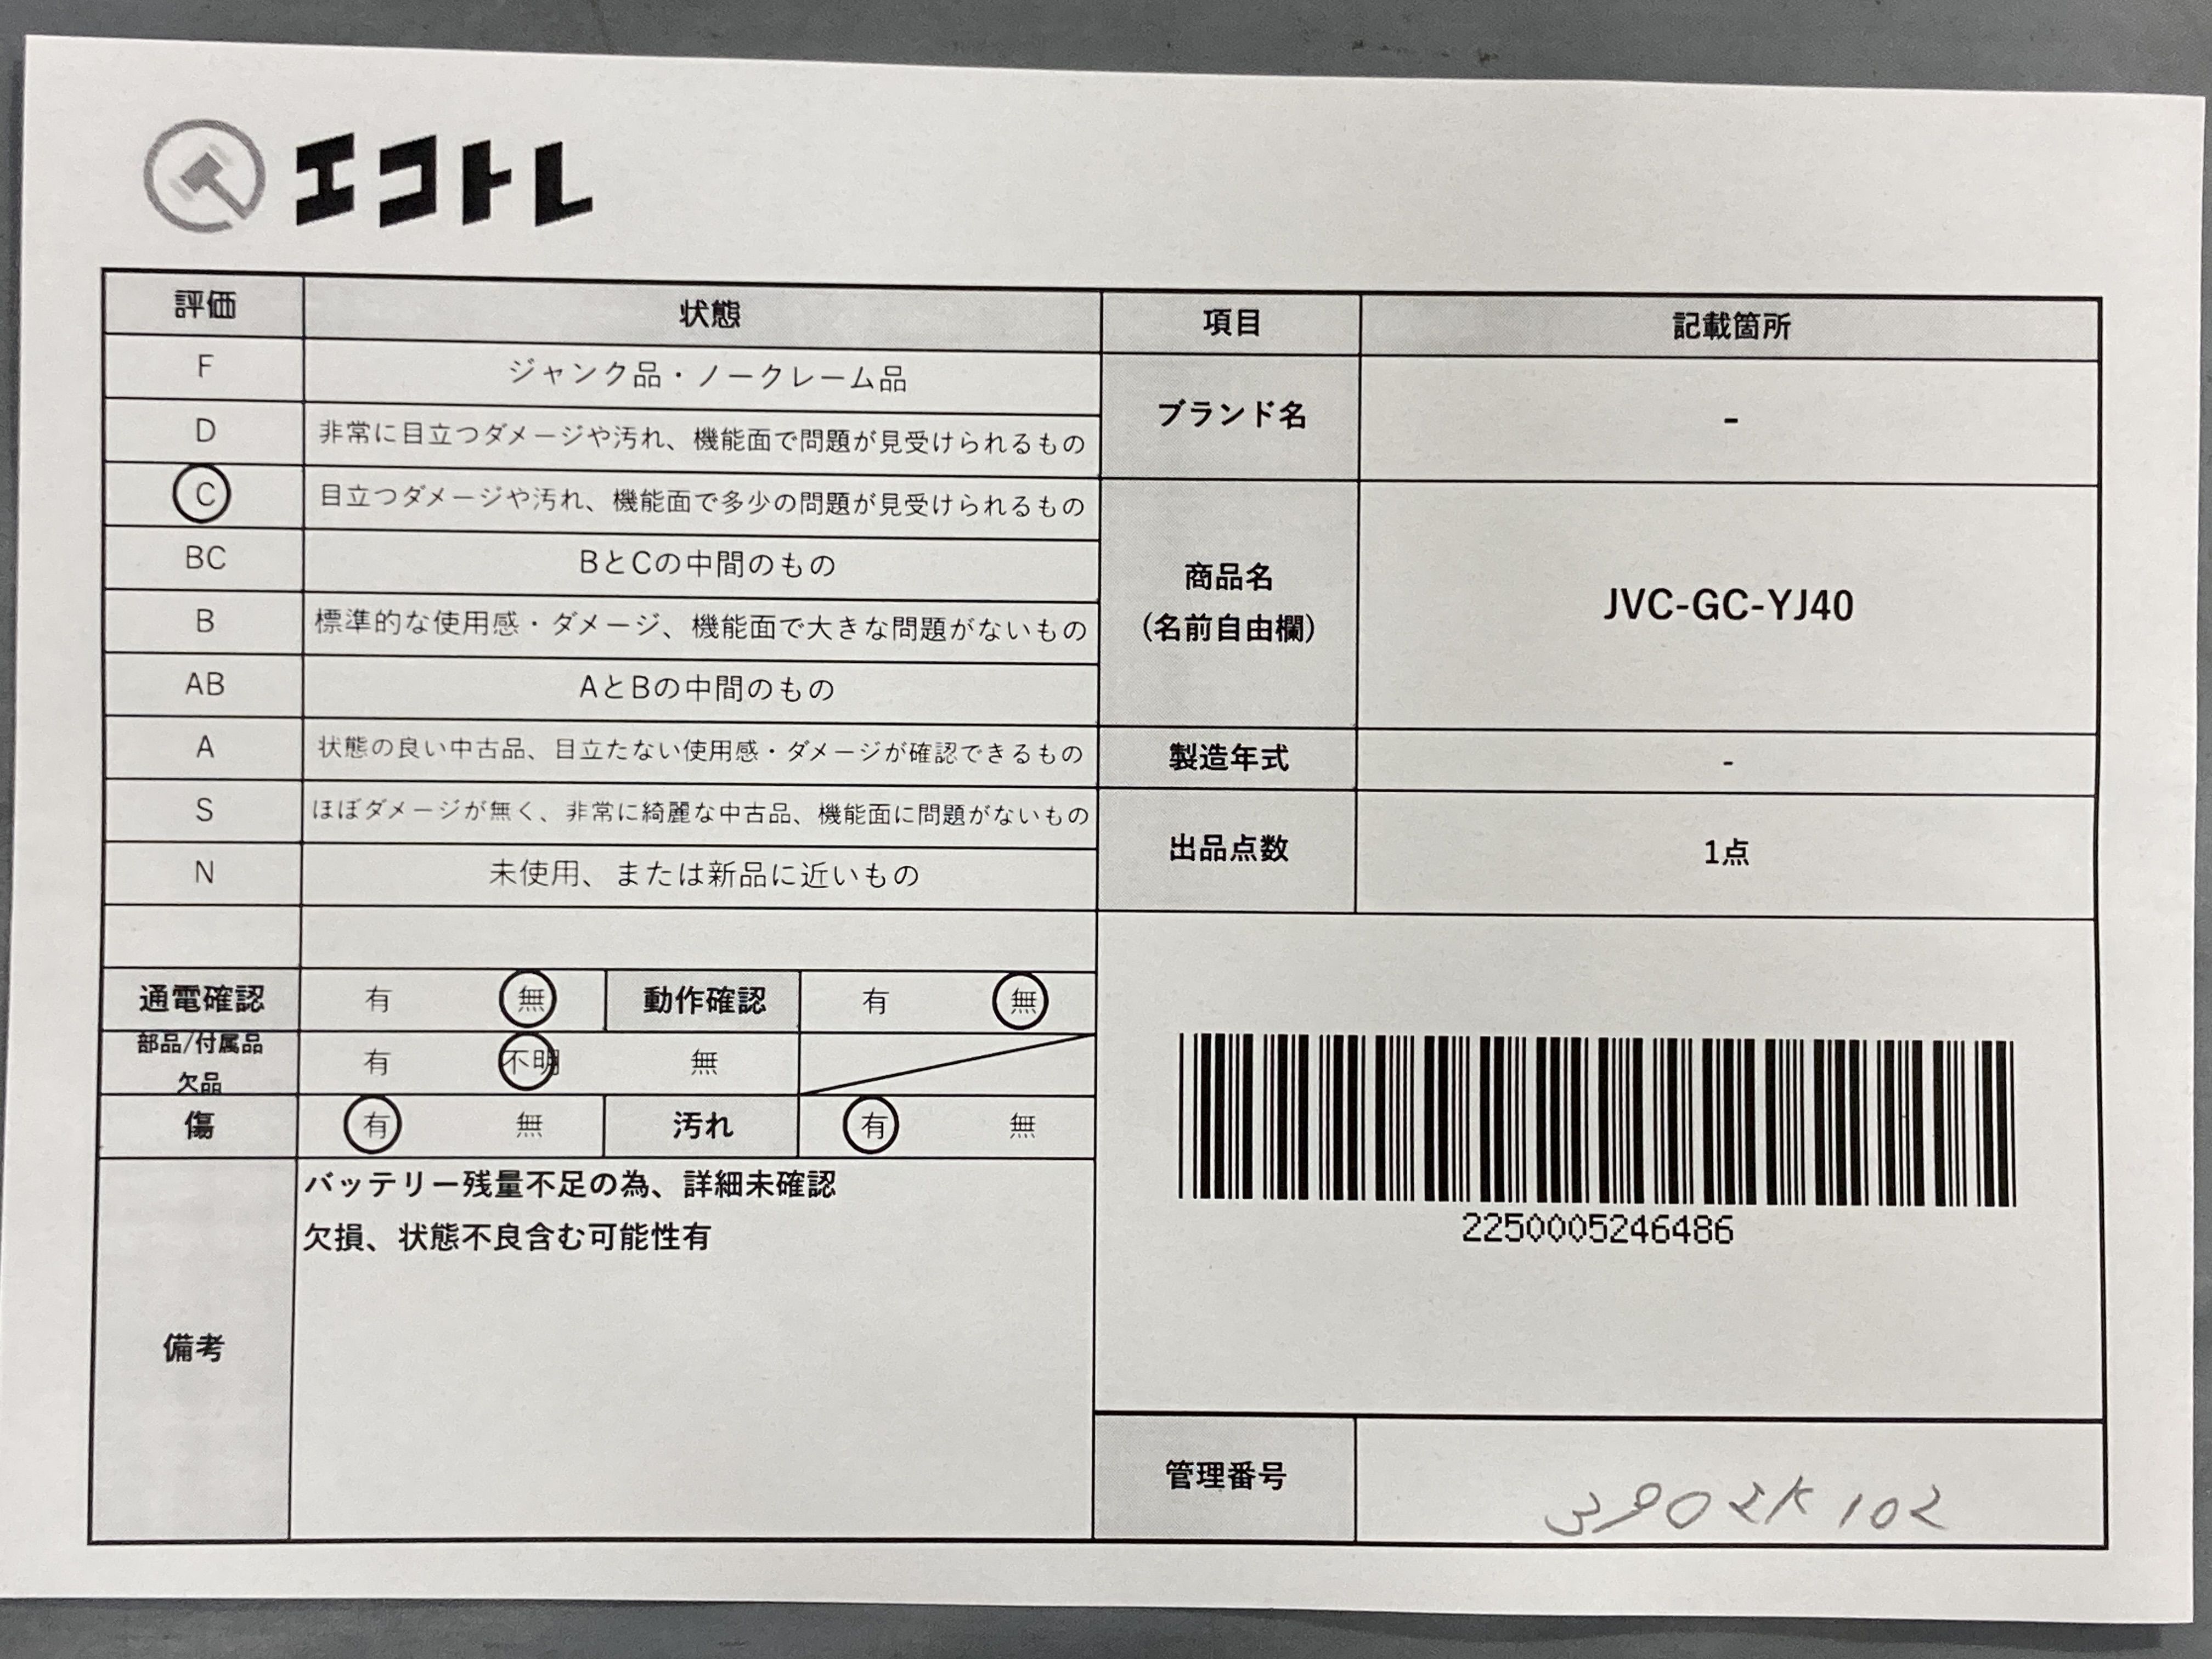 エコトレ
評価 状態 項目 記載箇所
F ジャンク品・ノークレーム品
D 非常に目立つダメージや汚れ、機能面で問題が見受けられるもの
ブランド名 -
C 目立つダメージや汚れ、機能面で多少の問題が見受けられるもの
BC BとCの中間のもの
B 標準的な使用感・ダメージ、機能面で大きな問題がないもの
商品名
(名前自由欄)
JVC-GC-YJ40
AB AとBの中間のもの
A 状態の良い中古品、目立たない使用感・ダメージが確認できるもの
製造年式 -
S ほぼダメージが無く、非常に綺麗な中古品、機能面に問題がないもの
出品点数 1点
N 未使用、または新品に近いもの
通電確認 有 無 動作確認 有 無
部品/付属品
欠品
有 不明 無
傷 有 無 汚れ 有 無
備考
バッテリー残量不足の為、詳細未確認
欠損、状態不良含む可能性有
2250005246486
管理番号 3902K102